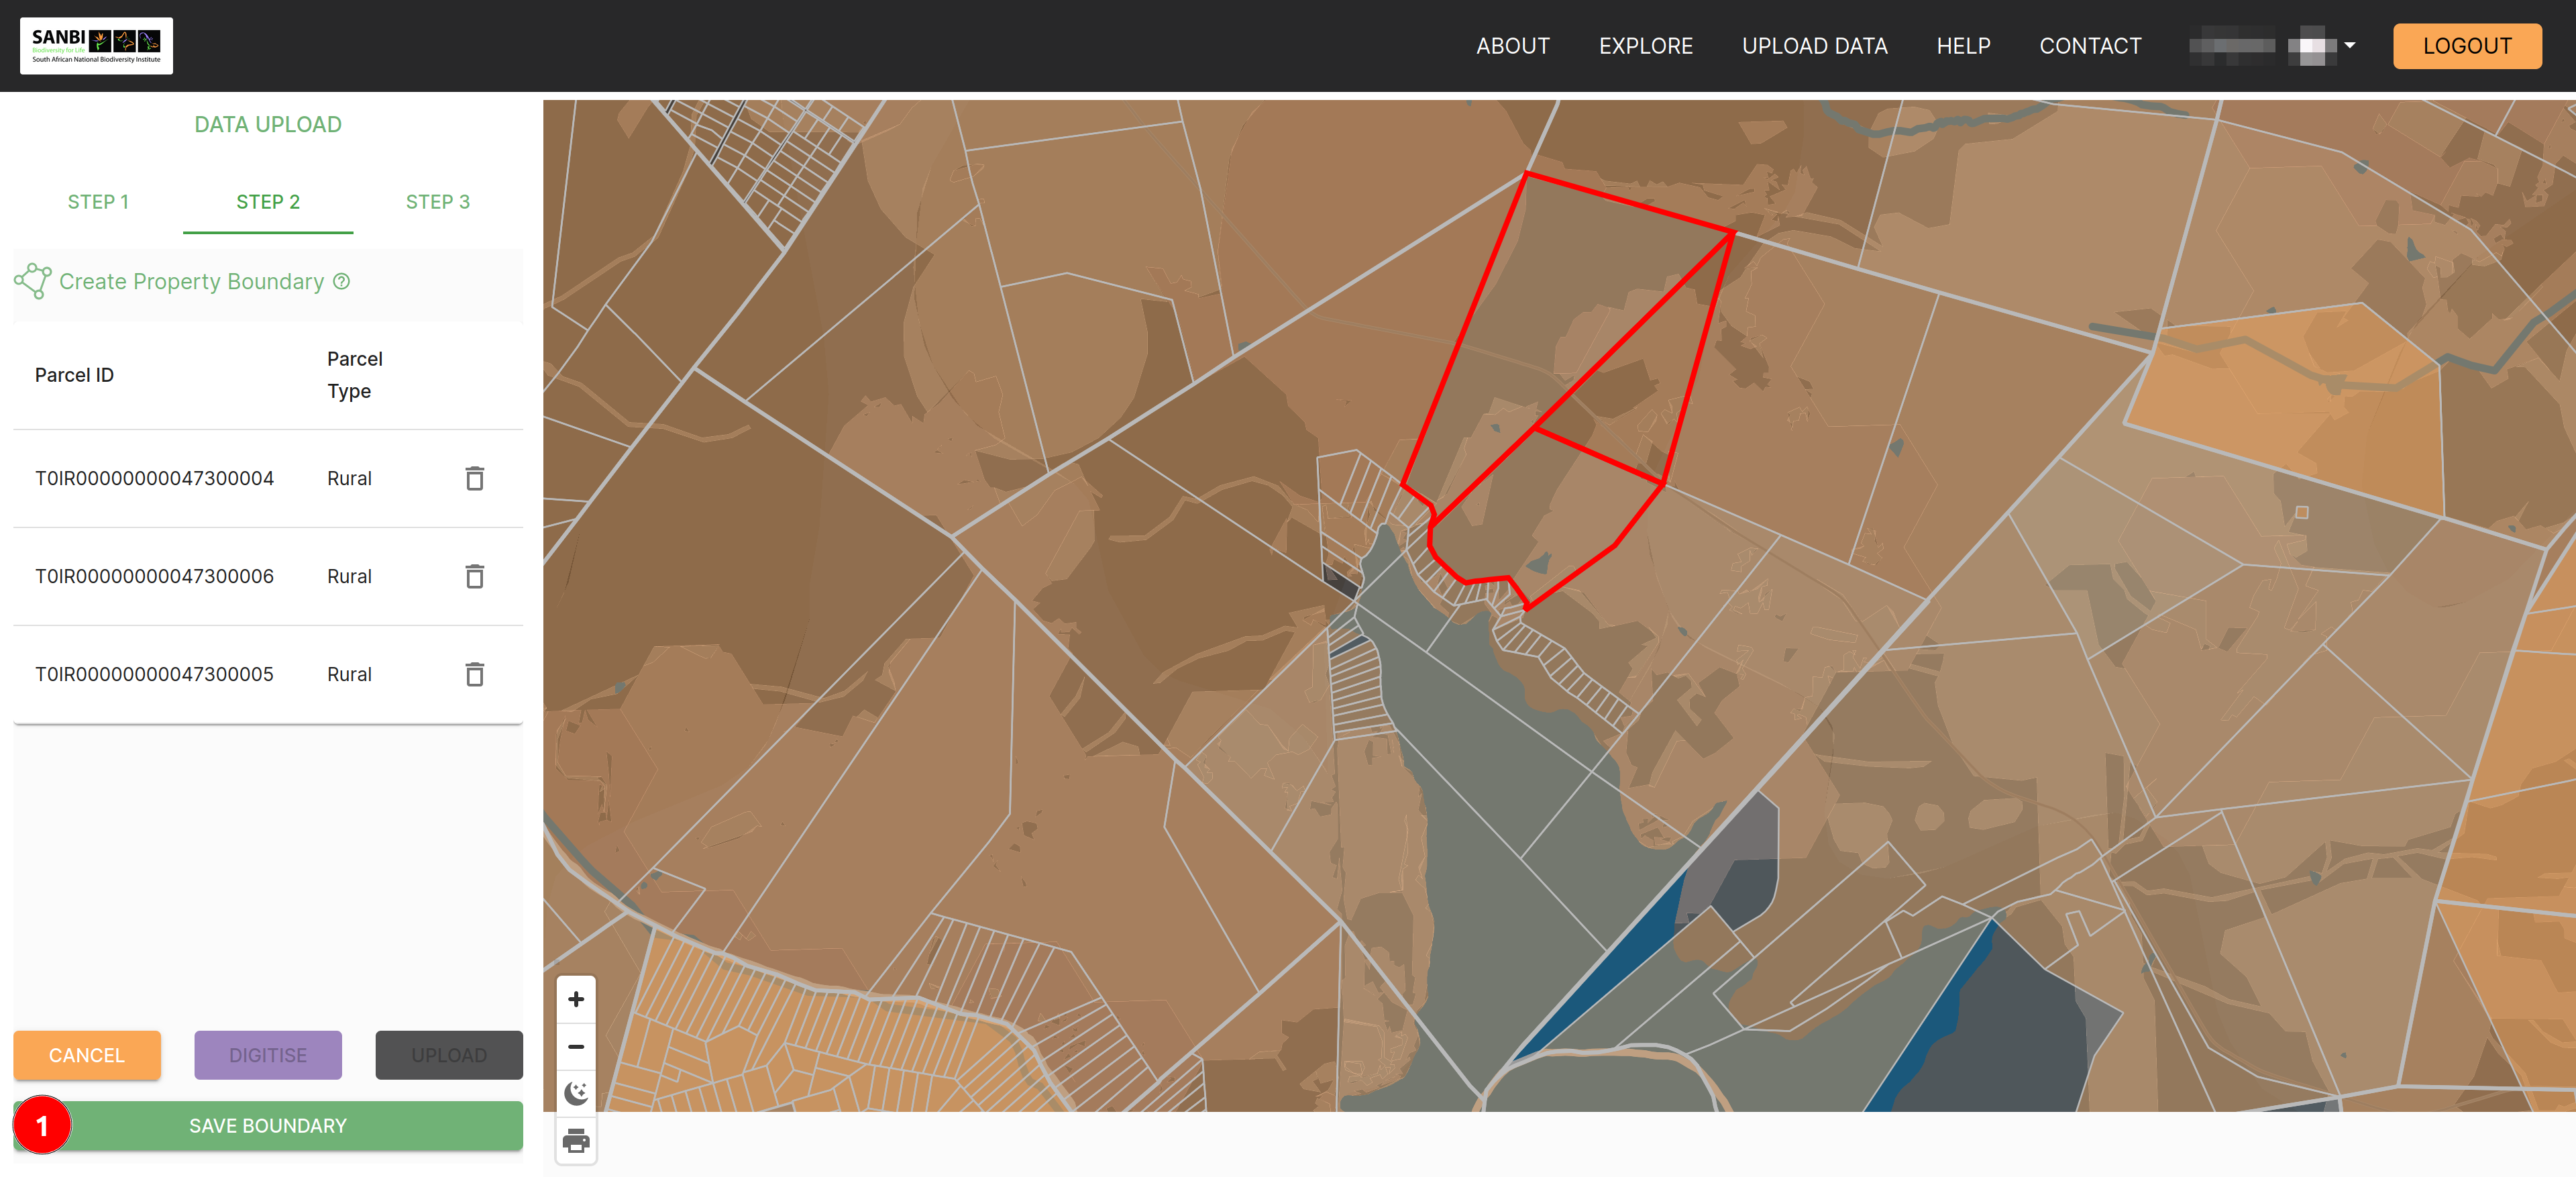 SANBI
Biodiversity for Life
South African National Biodiversity Institute
ABOUT
EXPLORE
UPLOAD DATA
HELP
CONTACT
LOGOUT
DATA UPLOAD
STEP 1
STEP 2
STEP 3
Create Property Boundary
Parcel ID
Parcel
Type
T0IR00000000047300004 Rural
T0IR00000000047300006 Rural
T0IR00000000047300005 Rural
CANCEL
DIGITISE
UPLOAD
1
SAVE BOUNDARY